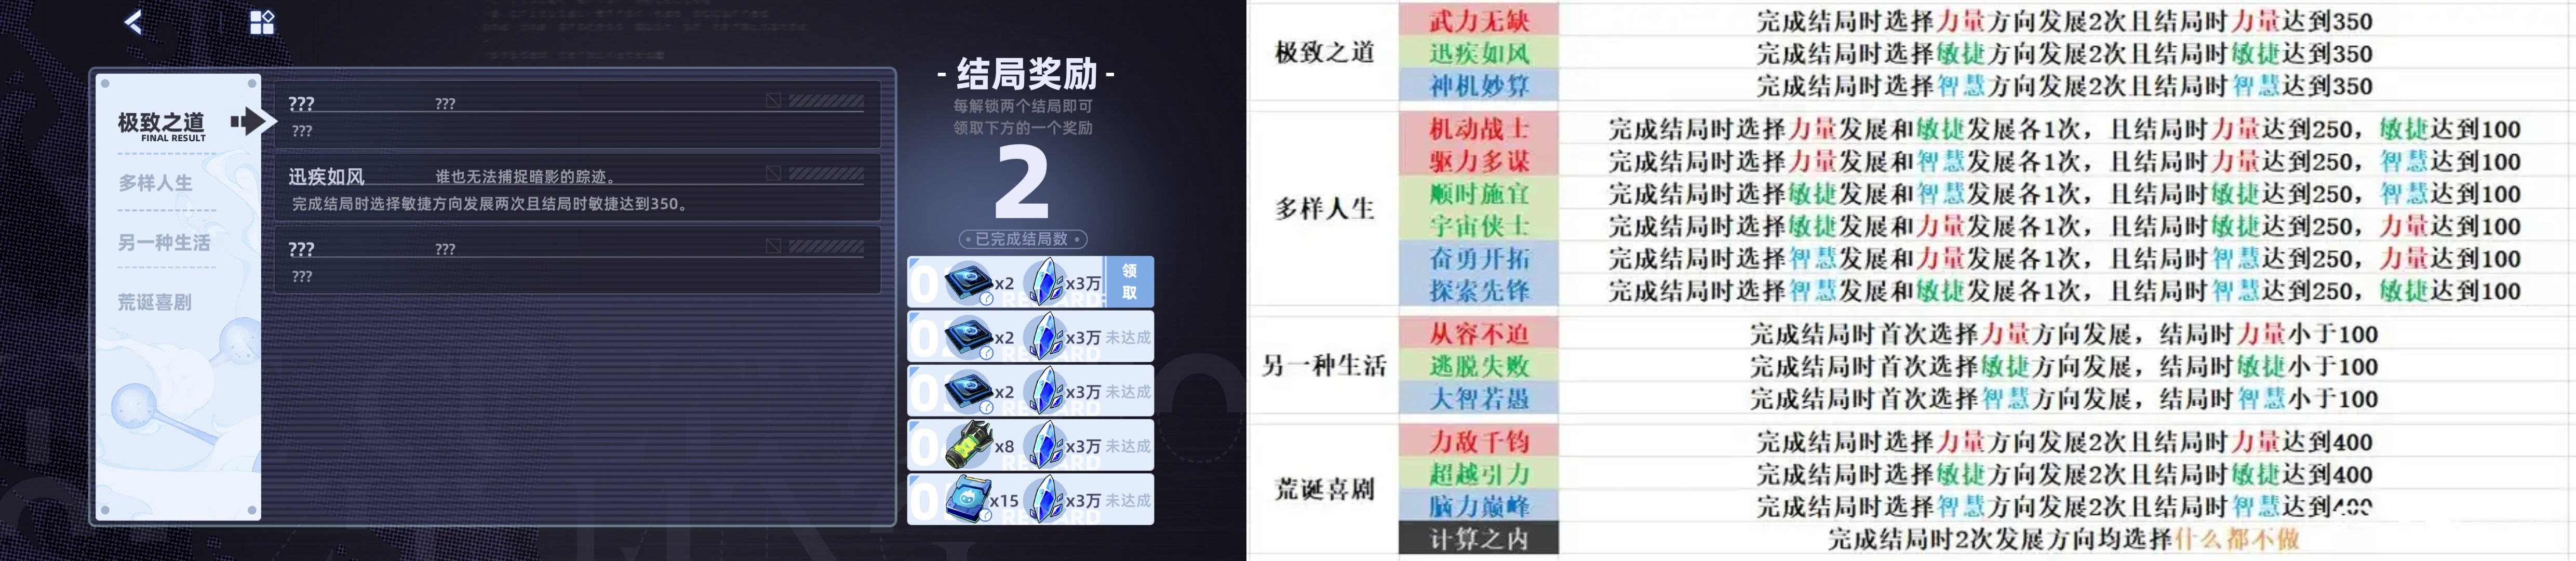 极致之道
FINAL RESULT
多样人生
另一种生活
荒诞喜剧
??? ???
???
迅疾如风 谁也无法捕捉暗影的踪迹。
完成结局时选择敏捷方向发展两次且结局时敏捷达到350。
??? ???
???
- 结局奖励 -
每解锁两个结局即可
领取下方的一个奖励
2
已完成结局数
x2 x3万 领取
x2 x3万 未达成
x2 x3万 未达成
x8 x3万 未达成
x15 x3万 未达成
极致之道
武力无缺 完成结局时选择力量方向发展2次且结局时力量达到350
迅疾如风 完成结局时选择敏捷方向发展2次且结局时敏捷达到350
神机妙算 完成结局时选择智慧方向发展2次且结局时智慧达到350
多样人生
机动战士 完成结局时选择力量发展和敏捷发展各1次，且结局时力量达到250，敏捷达到100
驱力多谋 完成结局时选择力量发展和智慧发展各1次，且结局时力量达到250，智慧达到100
顺时施宜 完成结局时选择敏捷发展和智慧发展各1次，且结局时敏捷达到250，智慧达到100
宇宙侠士 完成结局时选择敏捷发展和力量发展各1次，且结局时敏捷达到250，力量达到100
奋勇开拓 完成结局时选择智慧发展和力量发展各1次，且结局时智慧达到250，力量达到100
探索先锋 完成结局时选择智慧发展和敏捷发展各1次，且结局时智慧达到250，敏捷达到100
另一种生活
从容不迫 完成结局时首次选择力量方向发展，结局时力量小于100
逃脱失败 完成结局时首次选择敏捷方向发展，结局时敏捷小于100
大智若愚 完成结局时首次选择智慧方向发展，结局时智慧小于100
荒诞喜剧
力敌千钧 完成结局时选择力量方向发展2次且结局时力量达到400
超越引力 完成结局时选择敏捷方向发展2次且结局时敏捷达到400
脑力巅峰 完成结局时选择智慧方向发展2次且结局时智慧达到400
计算之内 完成结局时2次发展方向均选择什么都不做